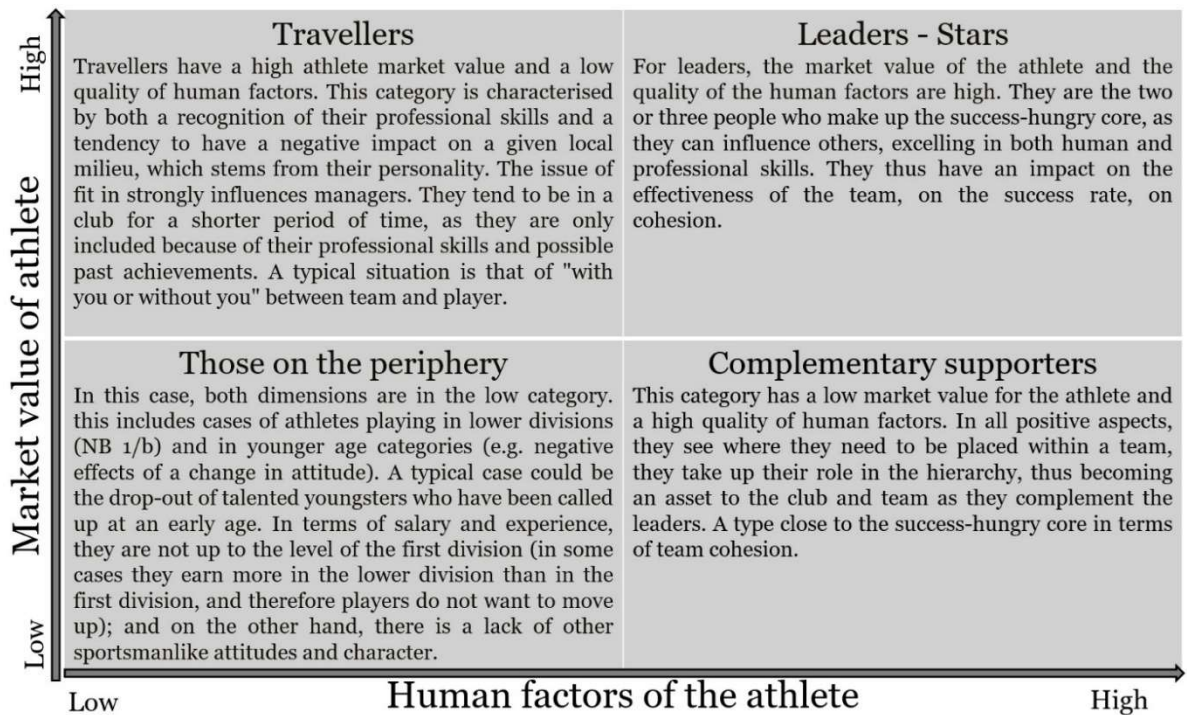 Market value of athlete
High
Low
Travellers
Travellers have a high athlete market value and a low
quality of human factors. This category is characterised
by both a recognition of their professional skills and a
tendency to have a negative impact on a given local
milieu, which stems from their personality. The issue of
fit in strongly influences managers. They tend to be in a
club for a shorter period of time, as they are only
included because of their professional skills and possible
past achievements. A typical situation is that of "with
you or without you" between team and player.
Leaders - Stars
For leaders, the market value of the athlete and the
quality of the human factors are high. They are the two
or three people who make up the success-hungry core, as
they can influence others, excelling in both human and
professional skills. They thus have an impact on the
effectiveness of the team, on the success rate, on
cohesion.
Those on the periphery
In this case, both dimensions are in the low category.
this includes cases of athletes playing in lower divisions
(NB 1/b) and in younger age categories (e.g. negative
effects of a change in attitude). A typical case could be
the drop-out of talented youngsters who have been called
up at an early age. In terms of salary and experience,
they are not up to the level of the first division (in some
cases they earn more in the lower division than in the
first division, and therefore players do not want to move
up); and on the other hand, there is a lack of other
sportsmanlike attitudes and character.
Complementary supporters
This category has a low market value for the athlete and
a high quality of human factors. In all positive aspects,
they see where they need to be placed within a team,
they take up their role in the hierarchy, thus becoming
an asset to the club and team as they complement the
leaders. A type close to the success-hungry core in terms
of team cohesion.
Low
Human factors of the athlete
High